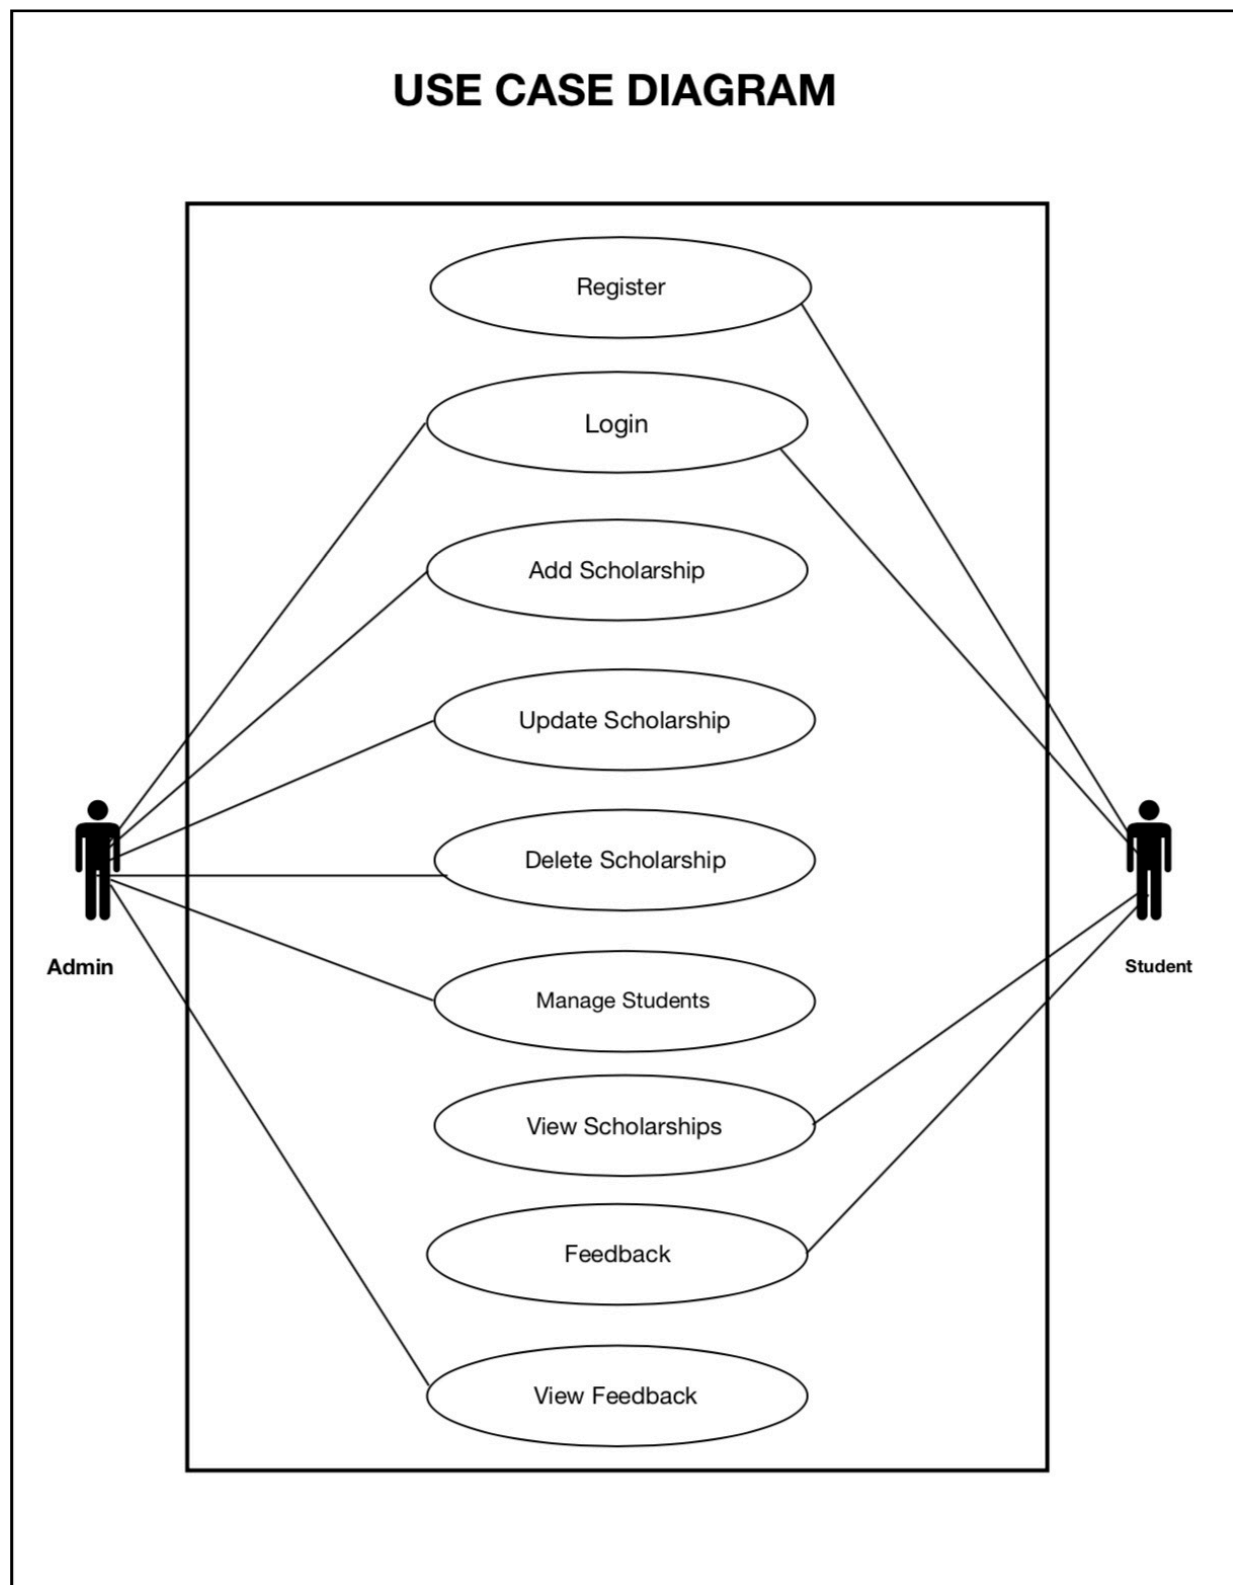 USE CASE DIAGRAM
Register
Login
Add Scholarship
Update Scholarship
Delete Scholarship
Admin
Student
Manage Students
View Scholarships
Feedback
View Feedback